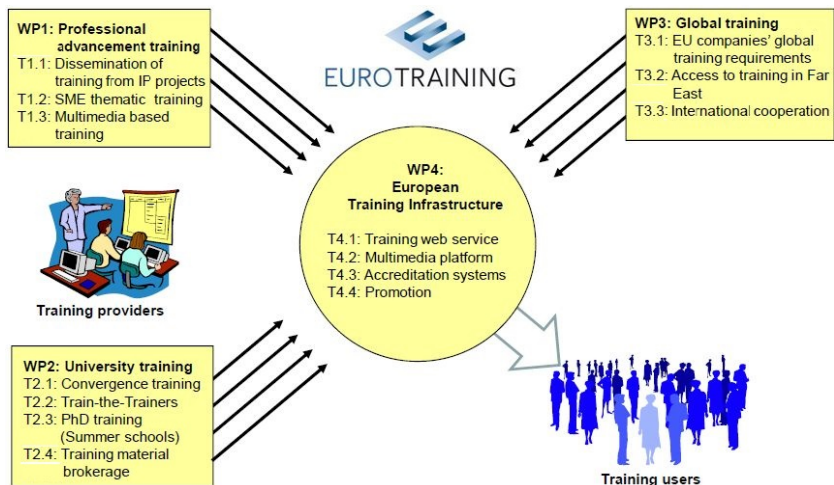 WP1: Professional
advancement training
T1.1: Dissemination of
training from IP projects
T1.2: SME thematic training
T1.3: Multimedia based
training
EUROTRAINING
WP3: Global training
T3.1: EU companies' global
training requirements
T3.2: Access to training in Far
East
T3.3: International cooperation
WP4:
European
Training Infrastructure
T4.1: Training web service
T4.2: Multimedia platform
T4.3: Accreditation systems
T4.4: Promotion
Training providers
WP2: University training
T2.1: Convergence training
T2.2: Train-the-Trainers
T2.3: PhD training
(Summer schools)
T2.4: Training material
brokerage
Training users